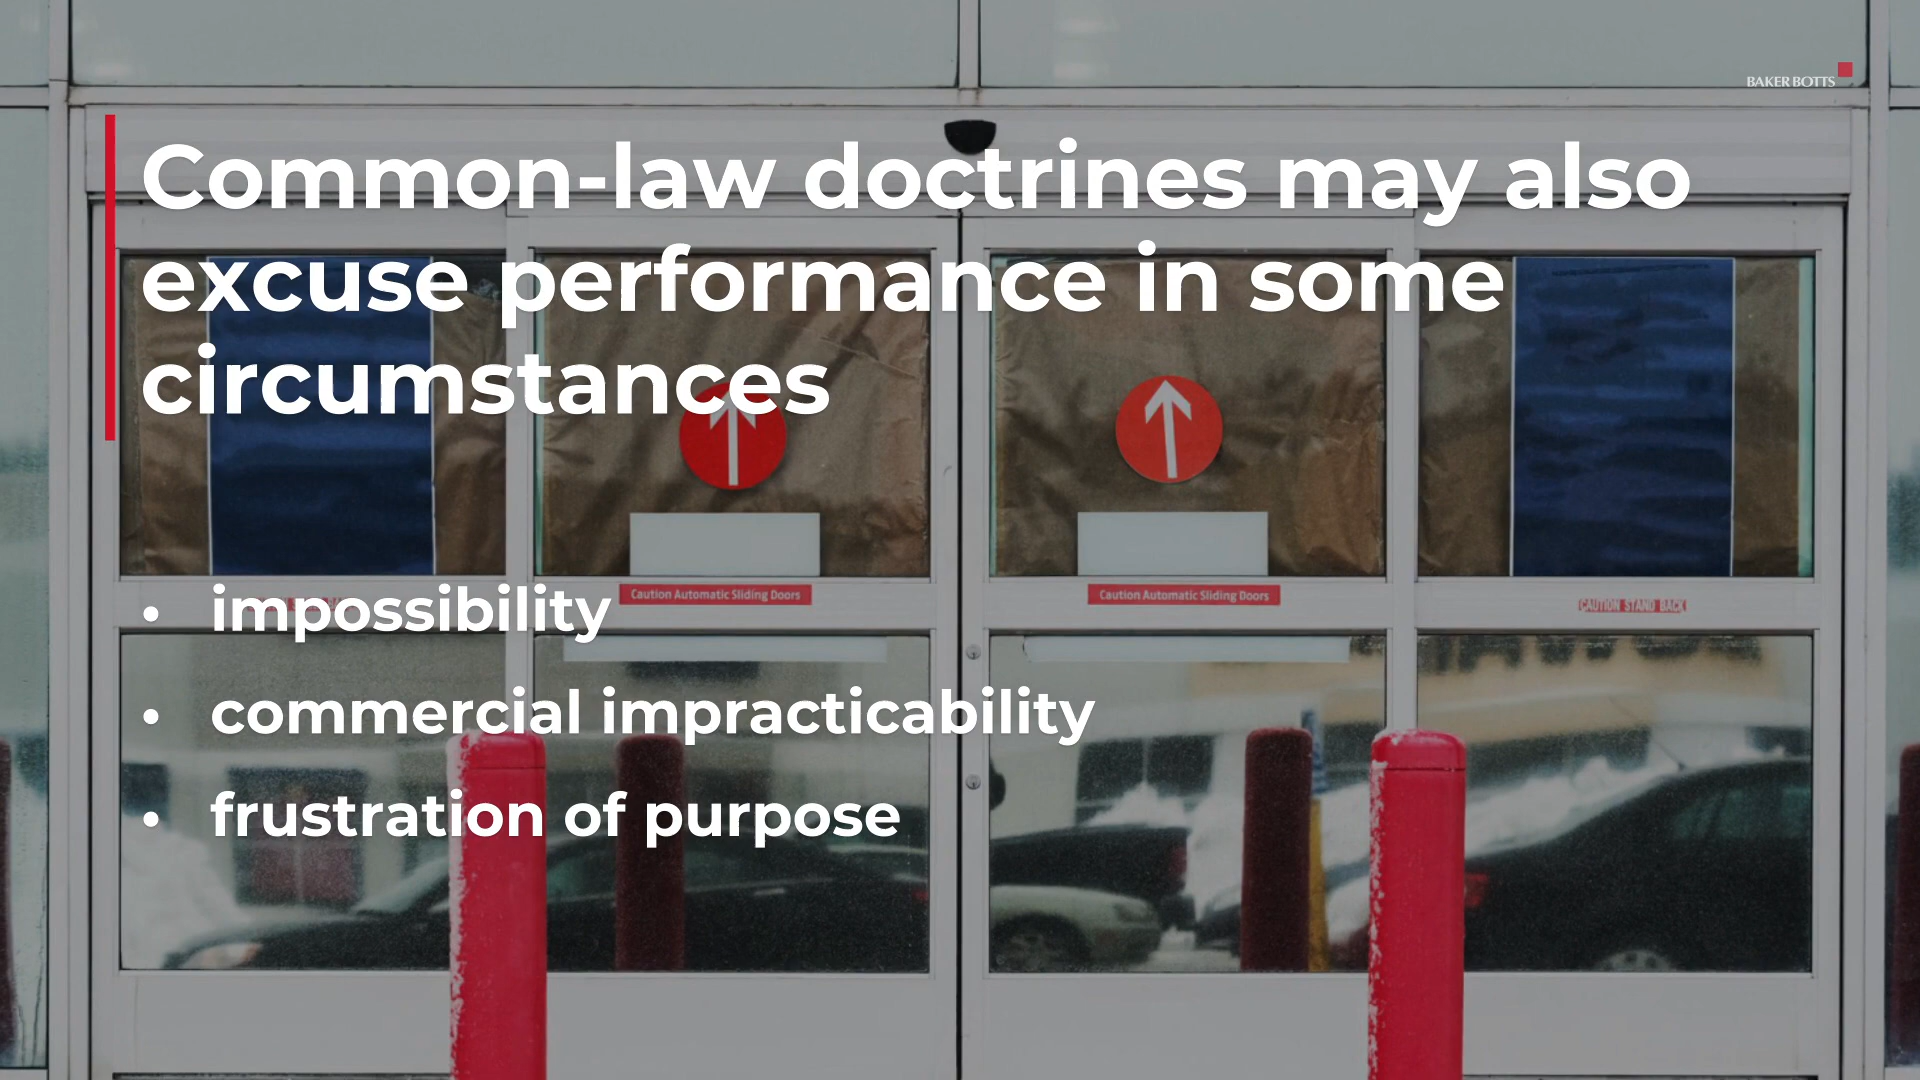 BAKER BOTTS
Common-law doctrines may also
excuse performance in some
circumstances
• impossibility
Caution Automatic Sliding Doors
Caution Automatic Sliding Doors
CAUTION STAND BACK
• commercial impracticability
• frustration of purpose